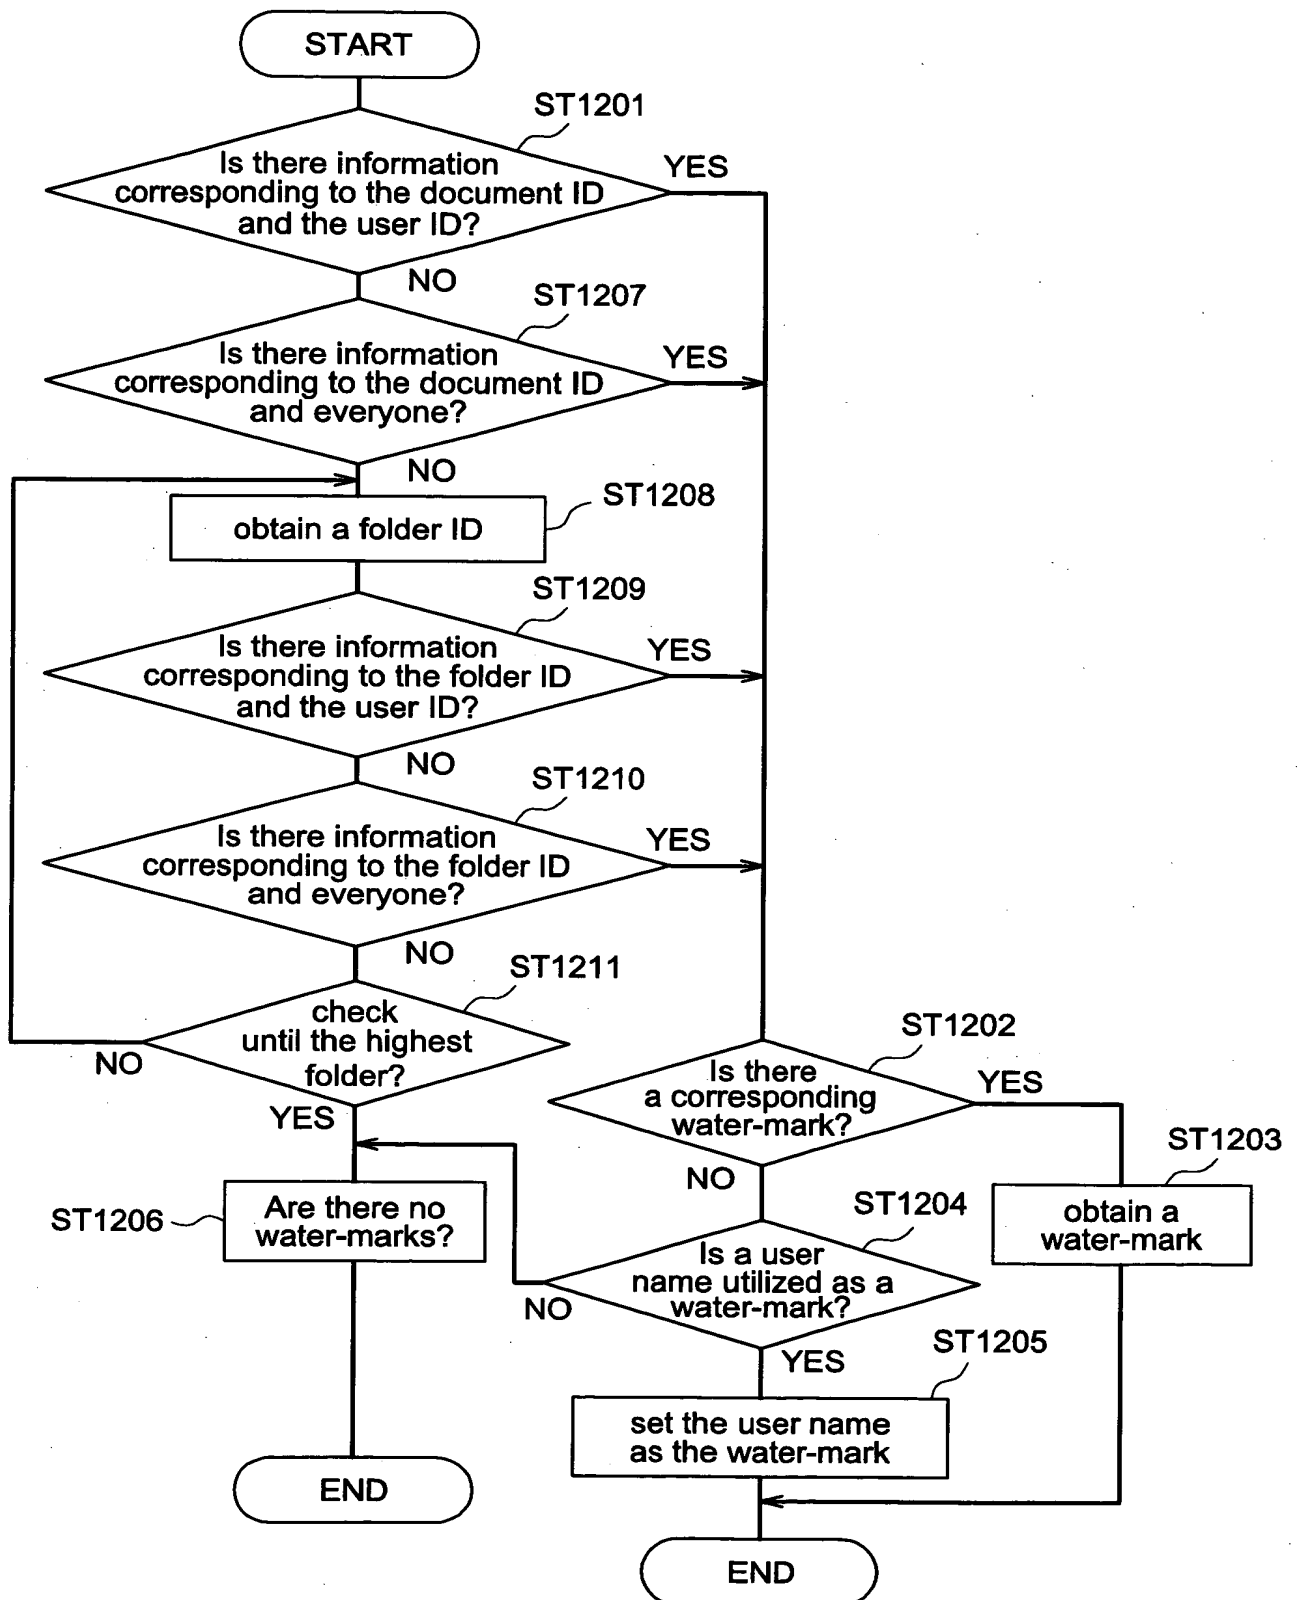 START
ST1201
Is there information
corresponding to the document ID
and the user ID?
YES
NO
ST1207
Is there information
corresponding to the document ID
and everyone?
YES
NO
ST1208
obtain a folder ID
ST1209
Is there information
corresponding to the folder ID
and the user ID?
YES
NO
ST1210
Is there information
corresponding to the folder ID
and everyone?
YES
NO
ST1211
check
until the highest
folder?
NO
YES
ST1202
Is there
a corresponding
water-mark?
YES
NO
ST1203
obtain a
water-mark
ST1206
Are there no
water-marks?
ST1204
Is a user
name utilized as a
water-mark?
NO
YES
ST1205
set the user name
as the water-mark
END
END